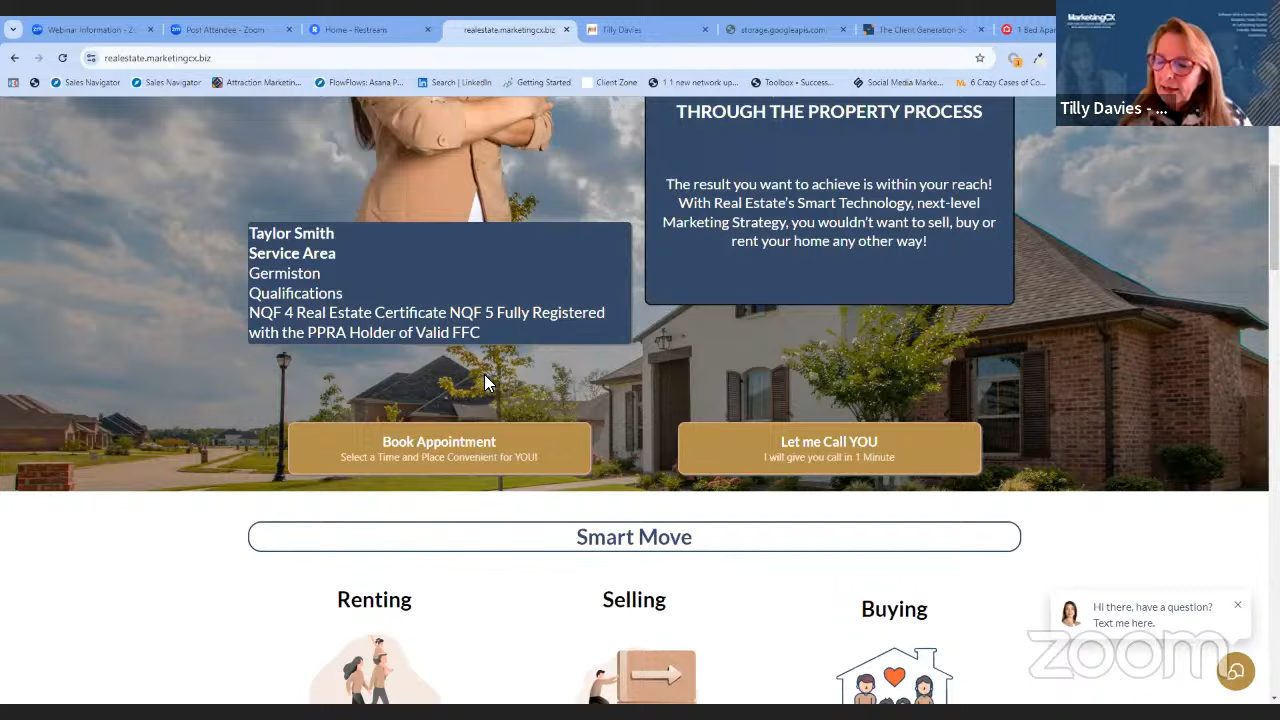 Webinar Information - Zo
Post Attendee - Zoom
Home - Restream
realestate.marketingcx.biz
Tilly Davies
storage.googleapis.com
The Client Generation S
1 Bed Apar
realestate.marketingcx.biz
Sales Navigator
Sales Navigator
Attraction Marketin...
FlowFlows: Asana P...
Search | LinkedIn
Getting Started
Client Zone
1 1 new network up...
Toolbox • Success...
Social Media Marke...
6 Crazy Cases of Co...
MarketingCX
Tilly Davies - ...
THROUGH THE PROPERTY PROCESS
The result you want to achieve is within your reach!
With Real Estate's Smart Technology, next-level
Marketing Strategy, you wouldn't want to sell, buy or
rent your home any other way!
Taylor Smith
Service Area
Germiston
Qualifications
NQF 4 Real Estate Certificate NQF 5 Fully Registered
with the PPRA Holder of Valid FFC
Book Appointment
Select a Time and Place Convenient for YOU!
Let me Call YOU
I will give you call in 1 Minute
Smart Move
Renting
Selling
Buying
Hi there, have a question?
Text me here.
zoom